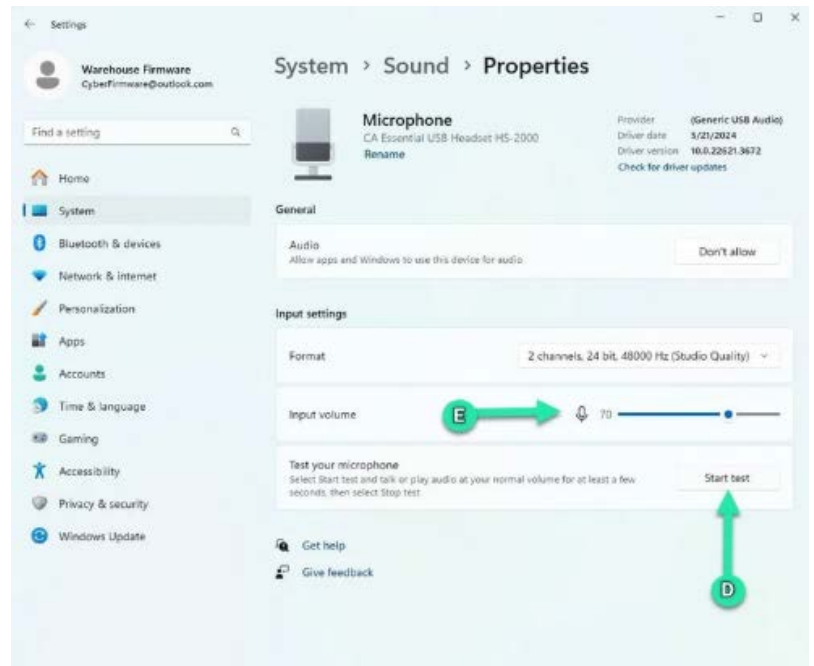 Settings
Warehouse Firmware
CyberFirmware@outlook.com
Find a setting
Home
System
Bluetooth & devices
Network & internet
Personalization
Apps
Accounts
Time & language
Gaming
Accessibility
Privacy & security
Windows Update
System > Sound > Properties
Microphone
CA Essential USB Headset HS-2000
Rename
Provider (Generic USB Audio)
Driver date 5/21/2024
Driver version 10.0.22621.3672
Check for driver updates
General
Audio
Allow apps and Windows to use this device for audio
Don't allow
Input settings
Format
2 channels, 24 bit, 48000 Hz (Studio Quality)
Input volume
E
70
Test your microphone
Select Start test and talk or play audio at your normal volume for at least a few
seconds, then select Stop test
Start test
D
Get help
Give feedback